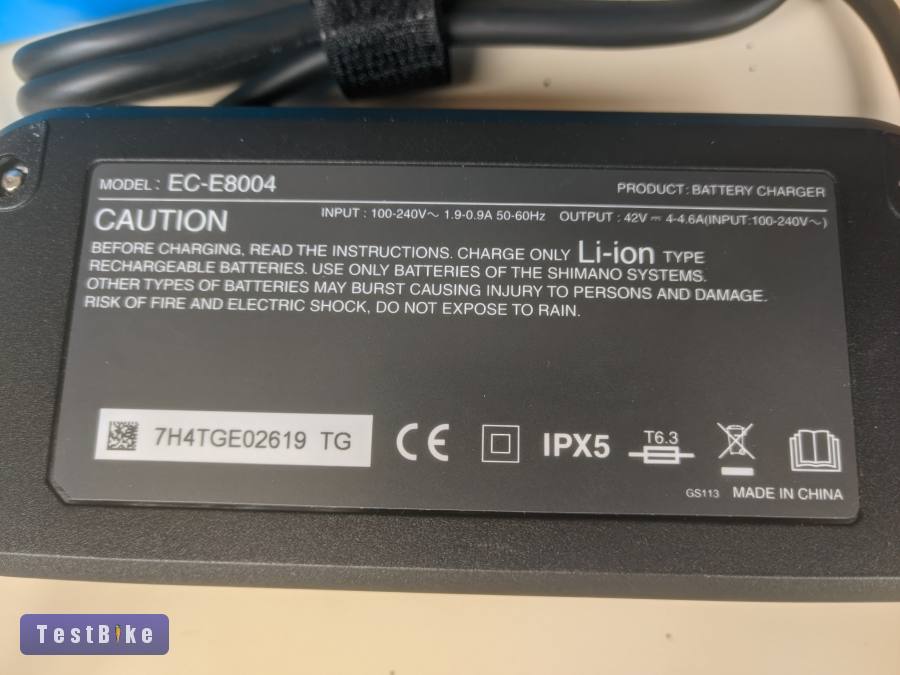 MODEL: EC-E8004
PRODUCT: BATTERY CHARGER
CAUTION
INPUT : 100-240V~ 1.9-0.9A 50-60Hz OUTPUT : 42V ⎓ 4-4.6A(INPUT:100-240V~)
BEFORE CHARGING, READ THE INSTRUCTIONS. CHARGE ONLY Li-ion TYPE
RECHARGEABLE BATTERIES. USE ONLY BATTERIES OF THE SHIMANO SYSTEMS.
OTHER TYPES OF BATTERIES MAY BURST CAUSING INJURY TO PERSONS AND DAMAGE.
RISK OF FIRE AND ELECTRIC SHOCK, DO NOT EXPOSE TO RAIN.
7H4TGE02619 TG
CE
IPX5
T6.3
GS113 MADE IN CHINA
TestBike